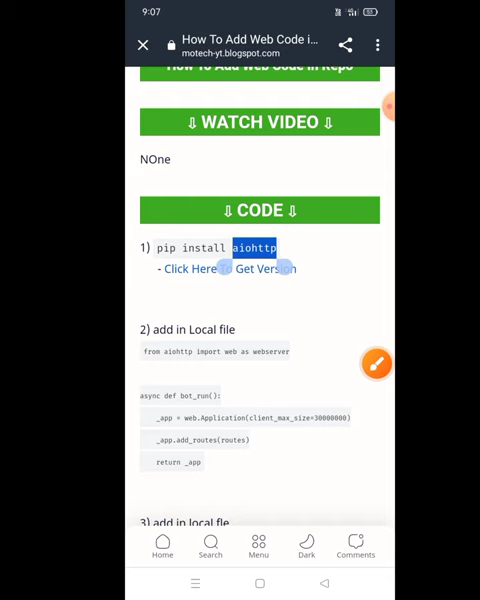 9:07
53
How To Add Web Code i...
motech-yt.blogspot.com
How To Add Web Code In Repo
⇩ WATCH VIDEO ⇩
NOne
⇩ CODE ⇩
1) pip install aiohttp
- Click Here To Get Version
2) add in Local file
from aiohttp import web as webserver
async def bot_run():
_app = web.Application(client_max_size=30000000)
_app.add_routes(routes)
return _app
3) add in local fle
Home
Search
Menu
Dark
Comments